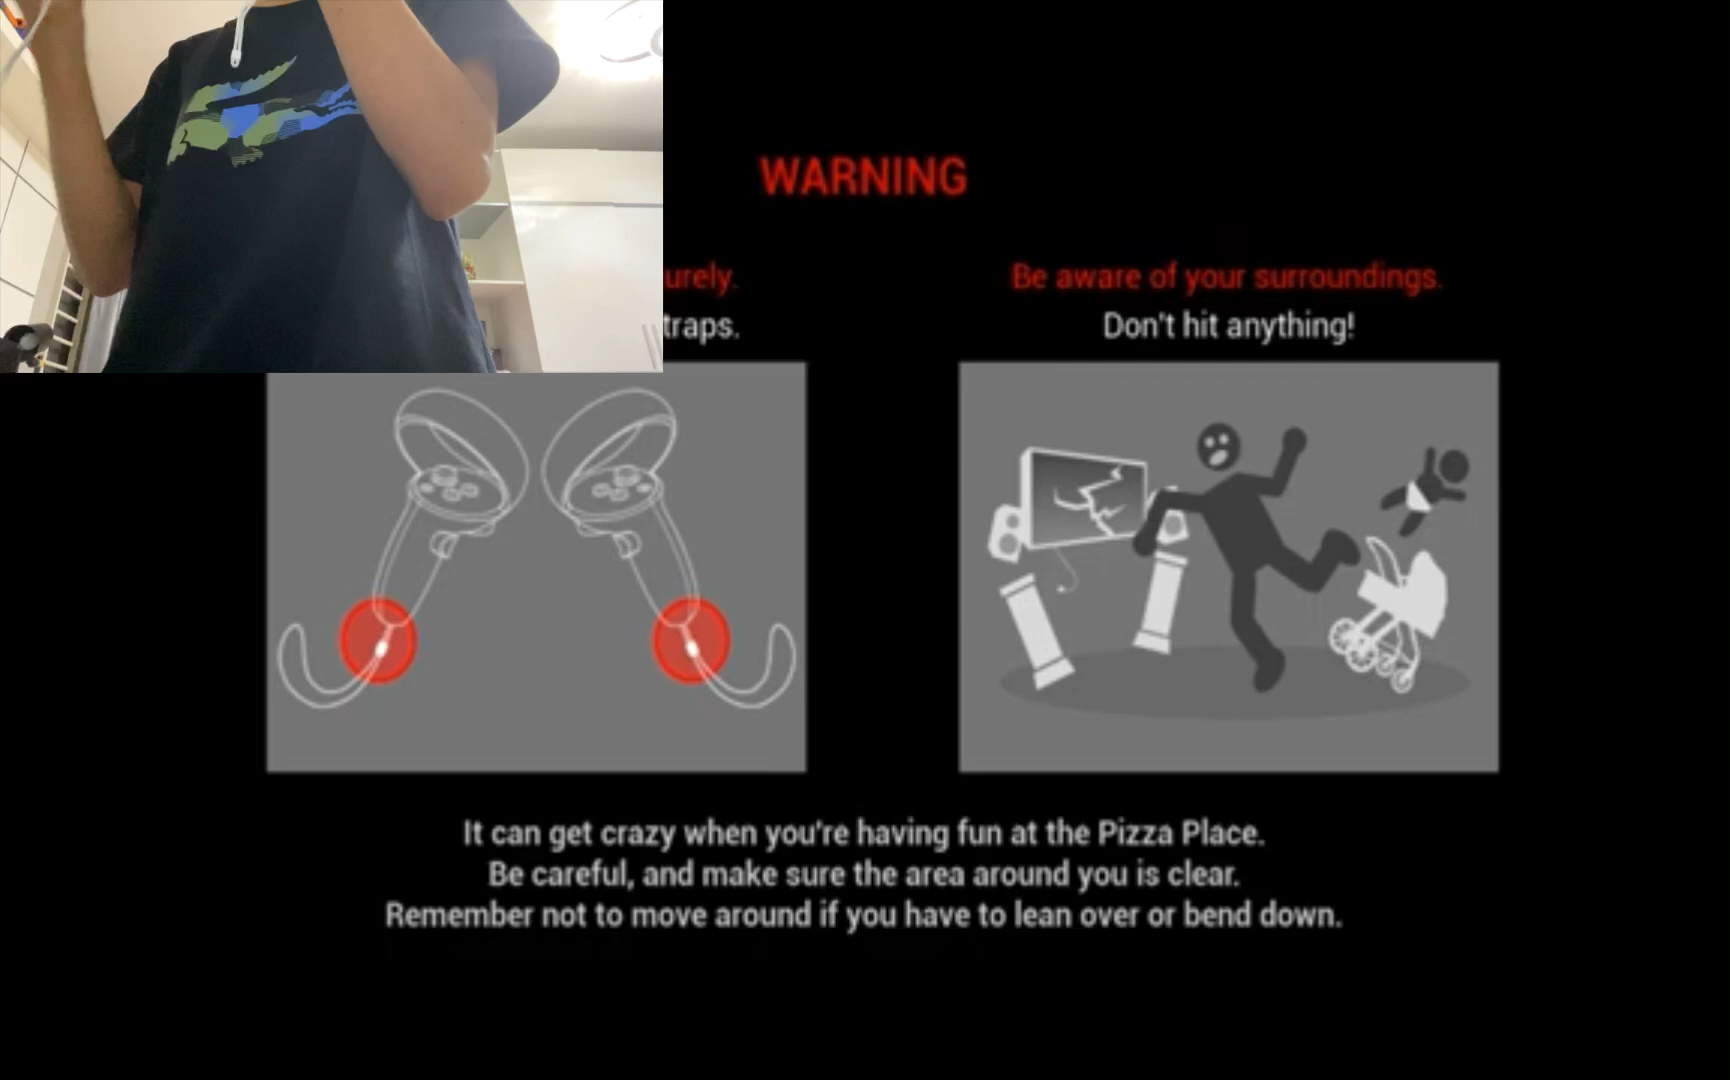 WARNING
urely.
traps.
Be aware of your surroundings.
Don't hit anything!
It can get crazy when you're having fun at the Pizza Place.
Be careful, and make sure the area around you is clear.
Remember not to move around if you have to lean over or bend down.